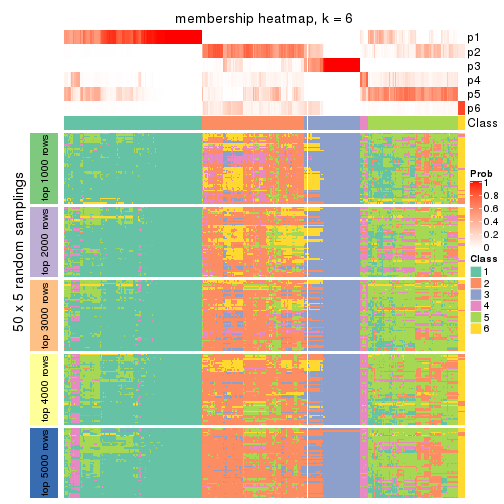 membership heatmap, k = 6
p1
p2
p3
p4
p5
p6
Class
50 x 5 random samplings
top 1000 rows
top 2000 rows
top 3000 rows
top 4000 rows
top 5000 rows
Prob
1
0.8
0.6
0.4
0.2
0
Class
1
2
3
4
5
6